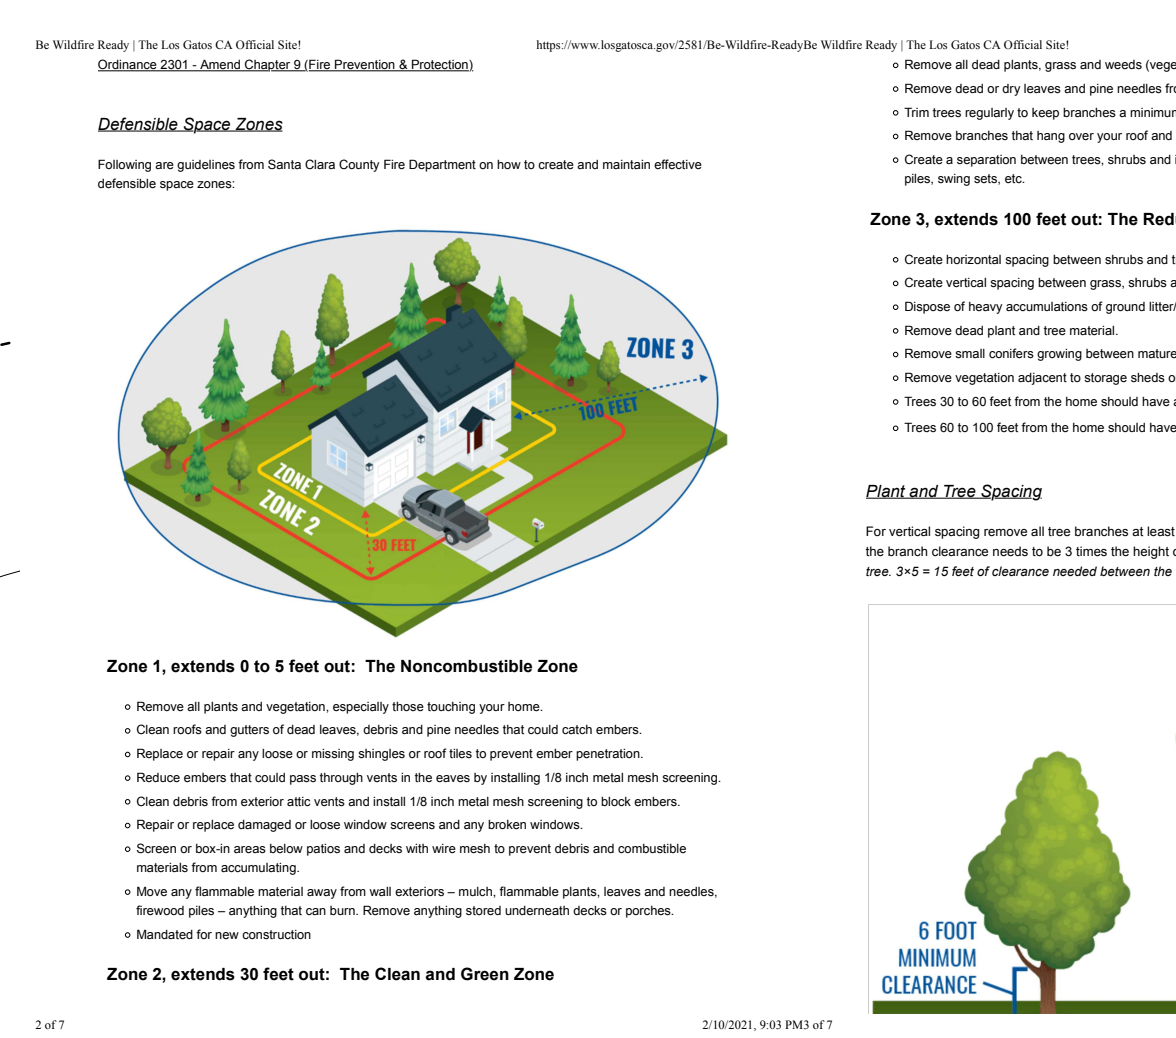 Be Wildfire Ready | The Los Gatos CA Official Site!
https://www.losgatosca.gov/2581/Be-Wildfire-ReadyBe Wildfire Ready | The Los Gatos CA Official Site!
Ordinance 2301 - Amend Chapter 9 (Fire Prevention & Protection)
Defensible Space Zones
Following are guidelines from Santa Clara County Fire Department on how to create and maintain effective
defensible space zones:
ZONE 3
100 FEET
ZONE 1
ZONE 2
30 FEET
Zone 1, extends 0 to 5 feet out: The Noncombustible Zone
Remove all plants and vegetation, especially those touching your home.
Clean roofs and gutters of dead leaves, debris and pine needles that could catch embers.
Replace or repair any loose or missing shingles or roof tiles to prevent ember penetration.
Reduce embers that could pass through vents in the eaves by installing 1/8 inch metal mesh screening.
Clean debris from exterior attic vents and install 1/8 inch metal mesh screening to block embers.
Repair or replace damaged or loose window screens and any broken windows.
Screen or box-in areas below patios and decks with wire mesh to prevent debris and combustible
materials from accumulating.
Move any flammable material away from wall exteriors – mulch, flammable plants, leaves and needles,
firewood piles – anything that can burn. Remove anything stored underneath decks or porches.
Mandated for new construction
Zone 2, extends 30 feet out: The Clean and Green Zone
2 of 7
2/10/2021, 9:03 PM3 of 7
Remove all dead plants, grass and weeds (vege
Remove dead or dry leaves and pine needles fro
Trim trees regularly to keep branches a minimum
Remove branches that hang over your roof and
Create a separation between trees, shrubs and i
piles, swing sets, etc.
Zone 3, extends 100 feet out: The Red
Create horizontal spacing between shrubs and t
Create vertical spacing between grass, shrubs a
Dispose of heavy accumulations of ground litter/
Remove dead plant and tree material.
Remove small conifers growing between mature
Remove vegetation adjacent to storage sheds o
Trees 30 to 60 feet from the home should have a
Trees 60 to 100 feet from the home should have
Plant and Tree Spacing
For vertical spacing remove all tree branches at least
the branch clearance needs to be 3 times the height o
tree. 3×5 = 15 feet of clearance needed between the
6 FOOT
MINIMUM
CLEARANCE